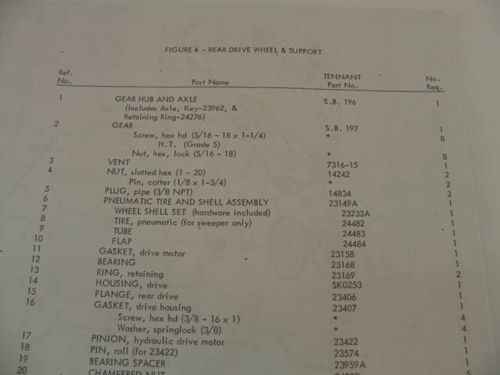 FIGURE 4 - REAR DRIVE WHEEL & SUPPORT
Ref. No. Part Name TENNANT Part No. No. Req.
1 GEAR HUB AND AXLE S.B. 196 1
(Includes Axle, Key-23962, &
Retaining Ring-24276)
2 GEAR S.B. 197 1
Screw, hex hd (5/16 - 18 x 1-1/4) * 8
H.T. (Grade 5)
Nut, hex, lock (5/16 - 18) * 8
3 VENT 7316-15 1
4 NUT, slotted hex (1 - 20) 14242 2
Pin, cotter (1/8 x 1-3/4) * 2
5 PLUG, pipe (3/8 NPT) 14834 2
6 PNEUMATIC TIRE AND SHELL ASSEMBLY 23149A 1
7 WHEEL SHELL SET (hardware included) 23233A 1
8 TIRE, pneumatic (for sweeper only) 24482 1
9 TUBE 24483 1
10 FLAP 24484 1
11 GASKET, drive motor 23158 1
12 BEARING 23168 1
13 RING, retaining 23169 2
14 HOUSING, drive SK0253 1
15 FLANGE, rear drive 23406 1
16 GASKET, drive housing 23407 1
Screw, hex hd (3/8 - 16 x 1) * 4
Washer, springlock (3/8) * 4
17 PINION, hydraulic drive motor 23422 1
18 PIN, roll (for 23422) 23574 1
19 BEARING SPACER 23959A 1
20 CHAMFERED NUT 5